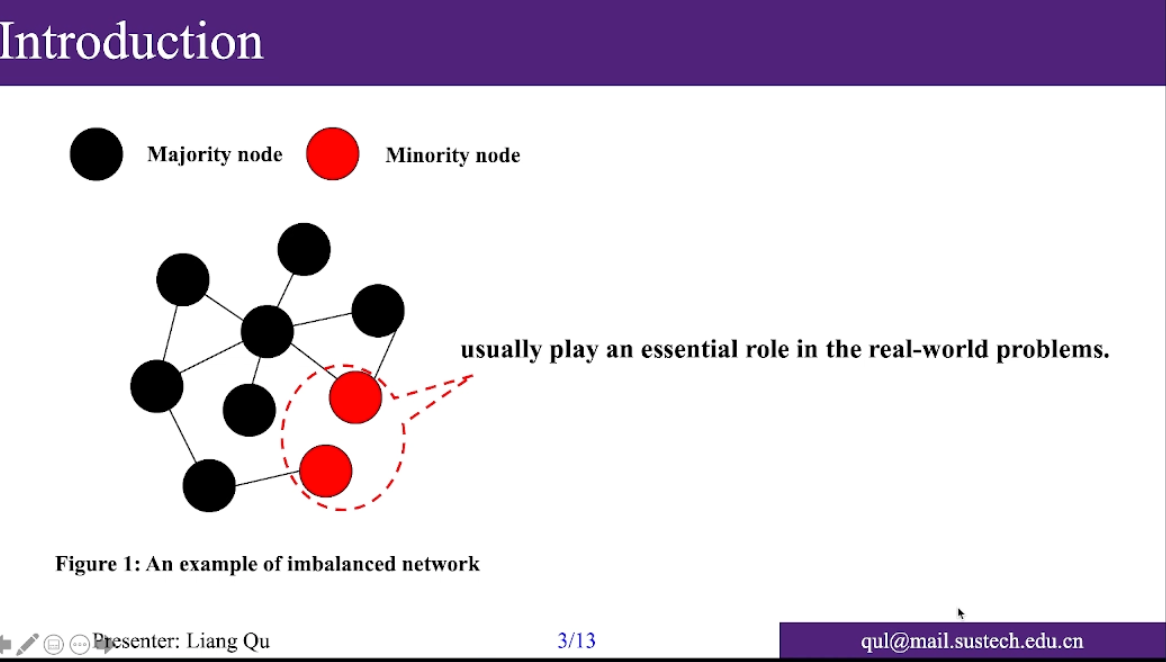 Introduction
Majority node
Minority node
usually play an essential role in the real-world problems.
Figure 1: An example of imbalanced network
Presenter: Liang Qu
3/13
qul@mail.sustech.edu.cn